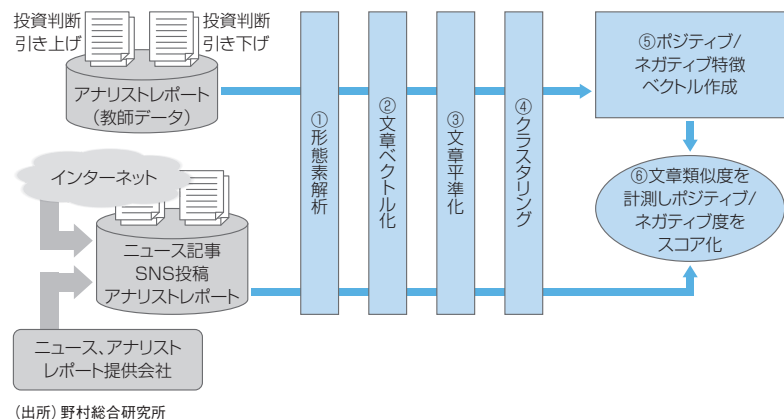 投資判断
引き上げ
投資判断
引き下げ
アナリストレポート
(教師データ)
インターネット
ニュース記事
SNS投稿
アナリストレポート
ニュース、アナリスト
レポート提供会社
①形態素解析
②文章ベクトル化
③文章平準化
④クラスタリング
⑤ポジティブ/
ネガティブ特徴
ベクトル作成
⑥文章類似度を
計測しポジティブ/
ネガティブ度を
スコア化
(出所)野村総合研究所